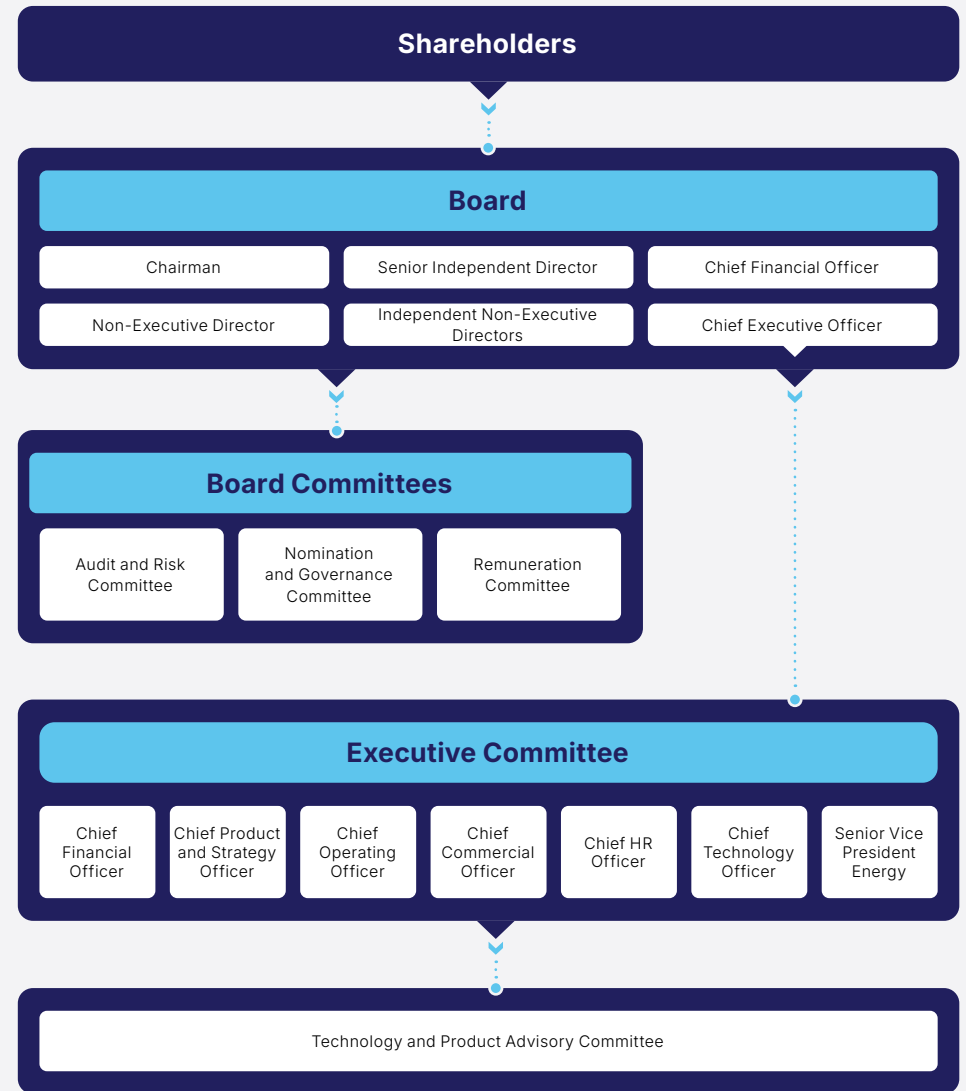 Shareholders
Board
Chairman
Senior Independent Director
Chief Financial Officer
Non-Executive Director
Independent Non-Executive
Directors
Chief Executive Officer
Board Committees
Audit and Risk
Committee
Nomination
and Governance
Committee
Remuneration
Committee
Executive Committee
Chief
Financial
Officer
Chief Product
and Strategy
Officer
Chief
Operating
Officer
Chief
Commercial
Officer
Chief HR
Officer
Chief
Technology
Officer
Senior Vice
President
Energy
Technology and Product Advisory Committee